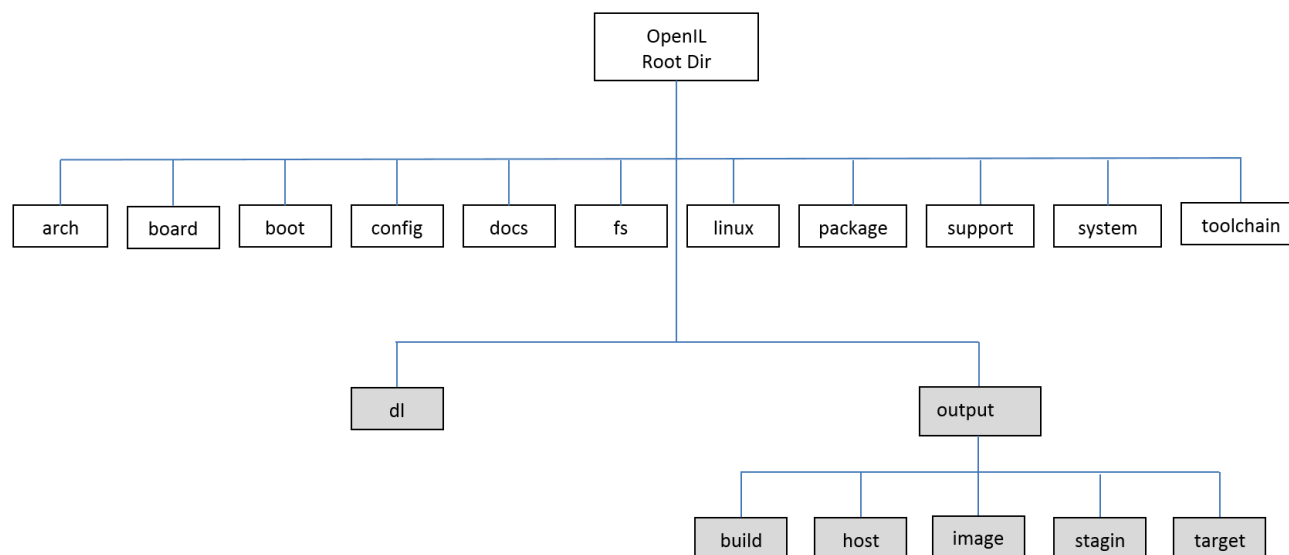 OpenIL
Root Dir
arch
board
boot
config
docs
fs
linux
package
support
system
toolchain
dl
output
build
host
image
stagin
target